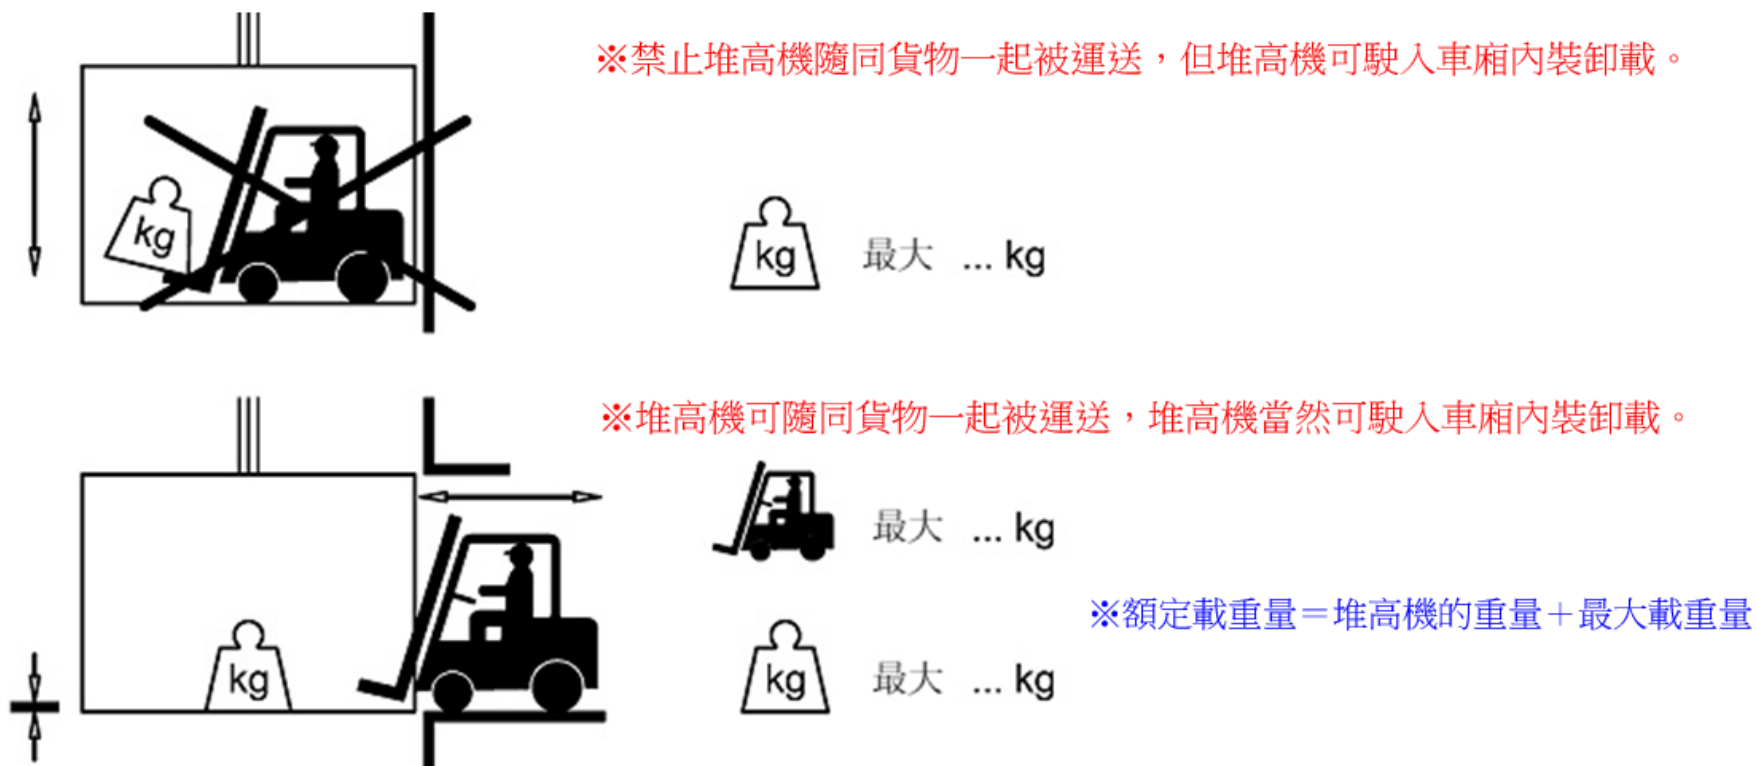 ※禁止堆高機隨同貨物一起被運送，但堆高機可駛入車廂內裝卸載。
kg
kg 最大 ... kg
※堆高機可隨同貨物一起被運送，堆高機當然可駛入車廂內裝卸載。
最大 ... kg
※額定載重量＝堆高機的重量＋最大載重量
kg
kg 最大 ... kg